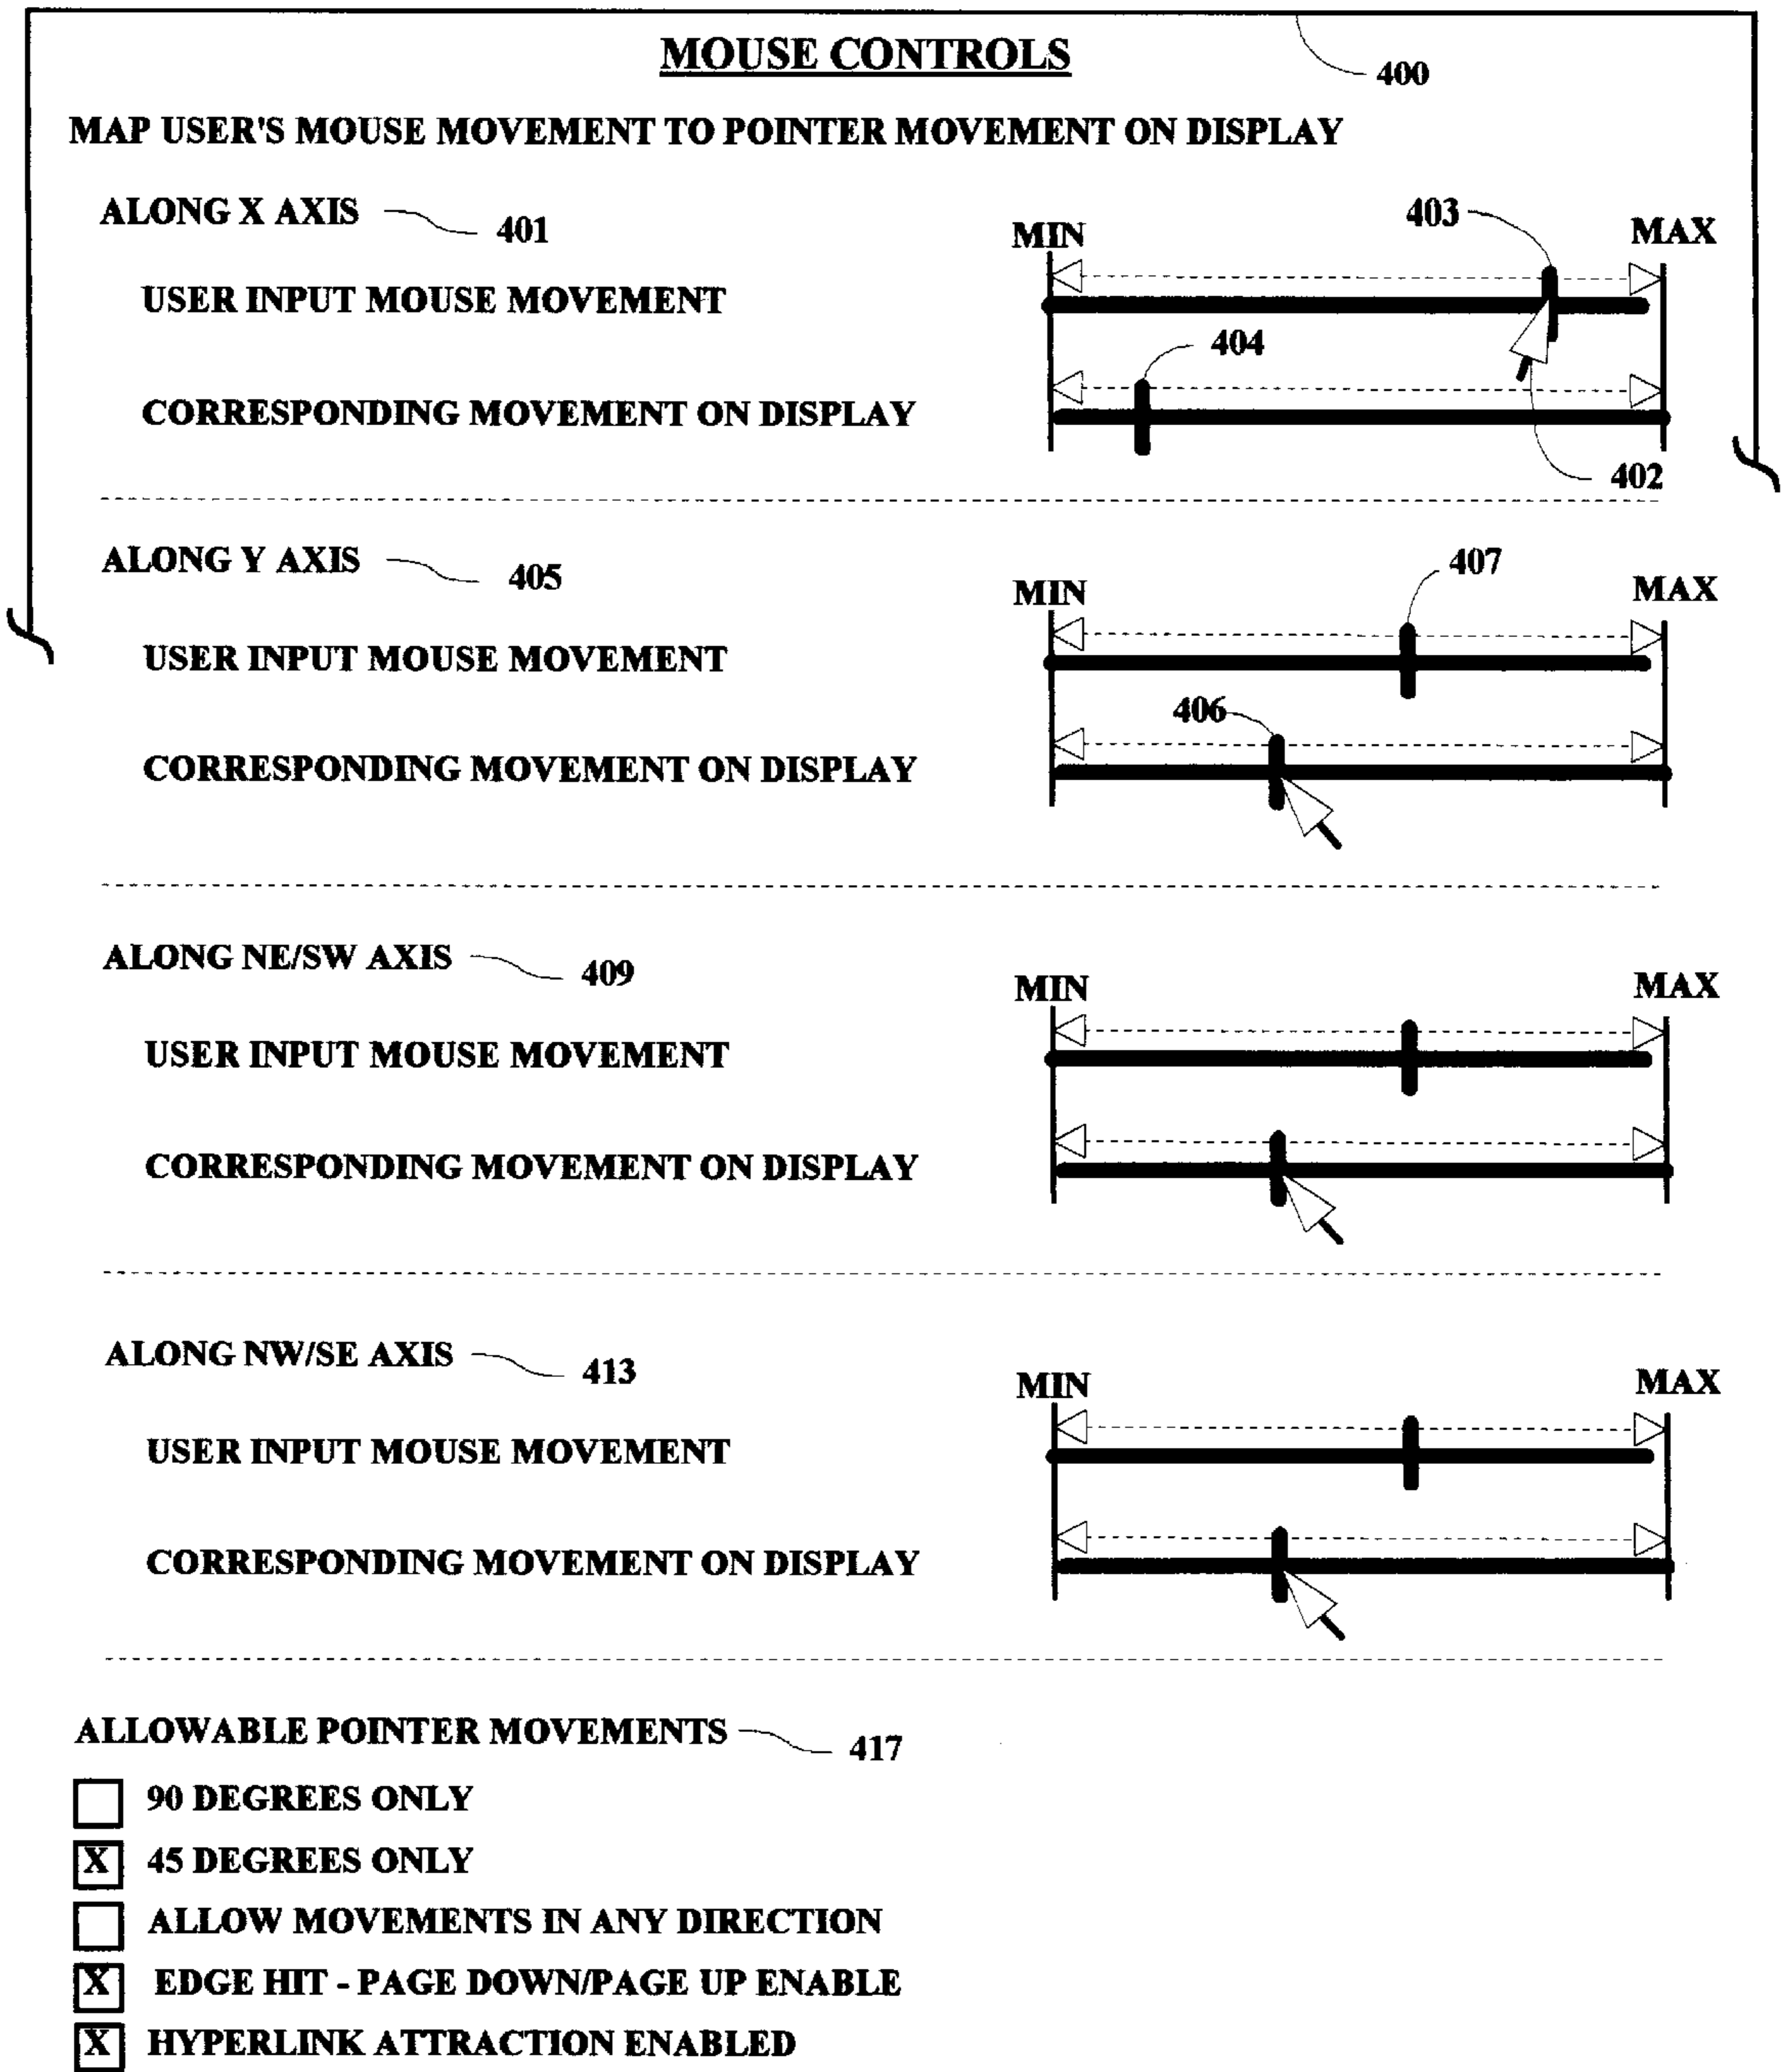 MOUSE CONTROLS
400
MAP USER'S MOUSE MOVEMENT TO POINTER MOVEMENT ON DISPLAY
ALONG X AXIS 401
403
MIN MAX
USER INPUT MOUSE MOVEMENT
404
CORRESPONDING MOVEMENT ON DISPLAY
402
ALONG Y AXIS 405
407
MIN MAX
USER INPUT MOUSE MOVEMENT
406
CORRESPONDING MOVEMENT ON DISPLAY
ALONG NE/SW AXIS 409
MIN MAX
USER INPUT MOUSE MOVEMENT
CORRESPONDING MOVEMENT ON DISPLAY
ALONG NW/SE AXIS 413
MIN MAX
USER INPUT MOUSE MOVEMENT
CORRESPONDING MOVEMENT ON DISPLAY
ALLOWABLE POINTER MOVEMENTS 417
90 DEGREES ONLY
X 45 DEGREES ONLY
ALLOW MOVEMENTS IN ANY DIRECTION
X EDGE HIT - PAGE DOWN/PAGE UP ENABLE
X HYPERLINK ATTRACTION ENABLED